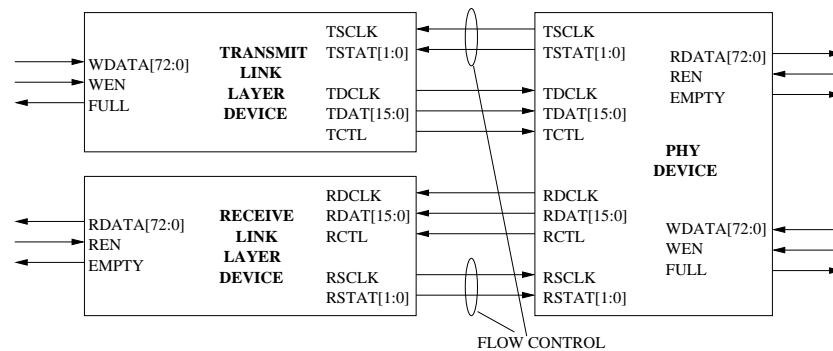 WDATA[72:0]
WEN
FULL
TRANSMIT
LINK
LAYER
DEVICE
TSCLK
TSTAT[1:0]
TDCLK
TDAT[15:0]
TCTL
RDATA[72:0]
REN
EMPTY
RECEIVE
LINK
LAYER
DEVICE
RDCLK
RDAT[15:0]
RCTL
RSCLK
RSTAT[1:0]
TSCLK
TSTAT[1:0]
TDCLK
TDAT[15:0]
TCTL
RDCLK
RDAT[15:0]
RCTL
RSCLK
RSTAT[1:0]
PHY
DEVICE
RDATA[72:0]
REN
EMPTY
WDATA[72:0]
WEN
FULL
FLOW CONTROL